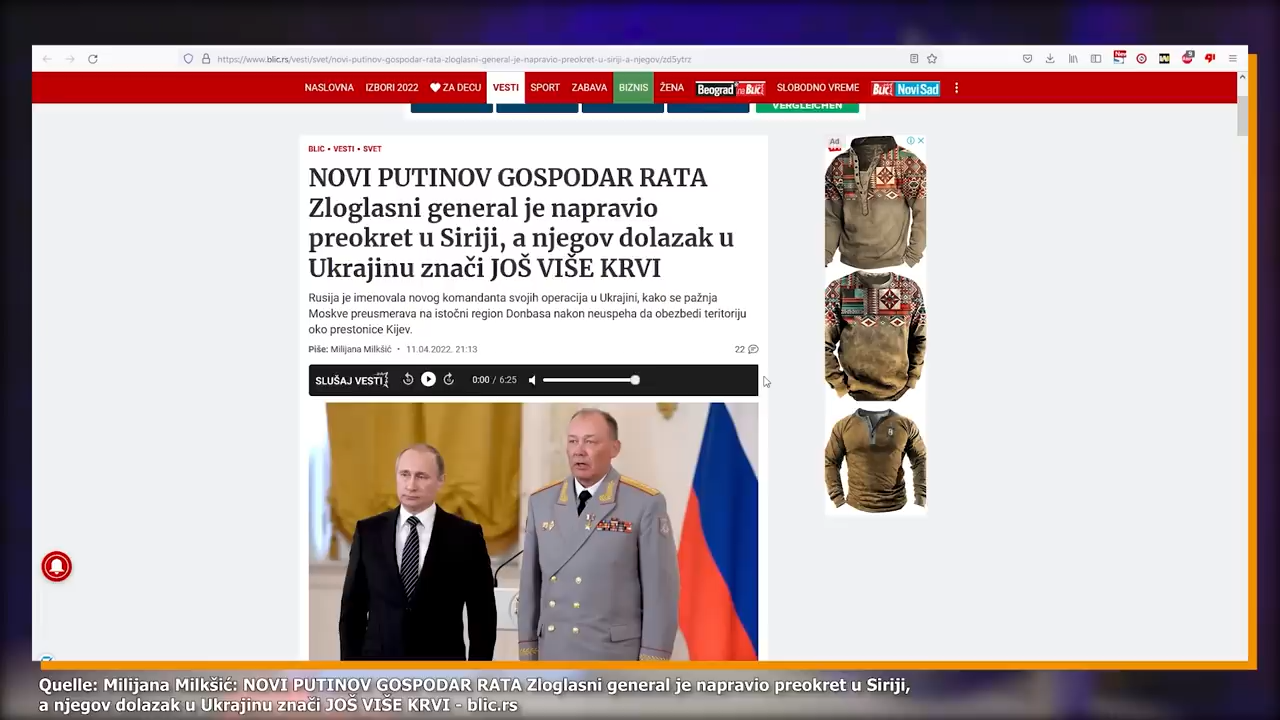 https://www.blic.rs/vesti/svet/novi-putinov-gospodar-rata-zloglasni-general-je-napravio-preokret-u-siriji-a-njegov/zd5ytrz
NASLOVNA IZBORI 2022 ZA DECU VESTI SPORT ZABAVA BIZNIS ŽENA Beograd na BLIC SLOBODNO VREME BLIC Novi Sad
VERGLEICHEN
BLIC • VESTI • SVET
NOVI PUTINOV GOSPODAR RATA
Zloglasni general je napravio
preokret u Siriji, a njegov dolazak u
Ukrajinu znači JOŠ VIŠE KRVI
Rusija je imenovala novog komandanta svojih operacija u Ukrajini, kako se pažnja
Moskve preusmerava na istočni region Donbasa nakon neuspeha da obezbedi teritoriju
oko prestonice Kijev.
Piše: Milijana Milkšić • 11.04.2022. 21:13
22
SLUŠAJ VESTI
0:00 / 6:25
Ad
Quelle: Milijana Milkšić: NOVI PUTINOV GOSPODAR RATA Zloglasni general je napravio preokret u Siriji,
a njegov dolazak u Ukrajinu znači JOŠ VIŠE KRVI - blic.rs